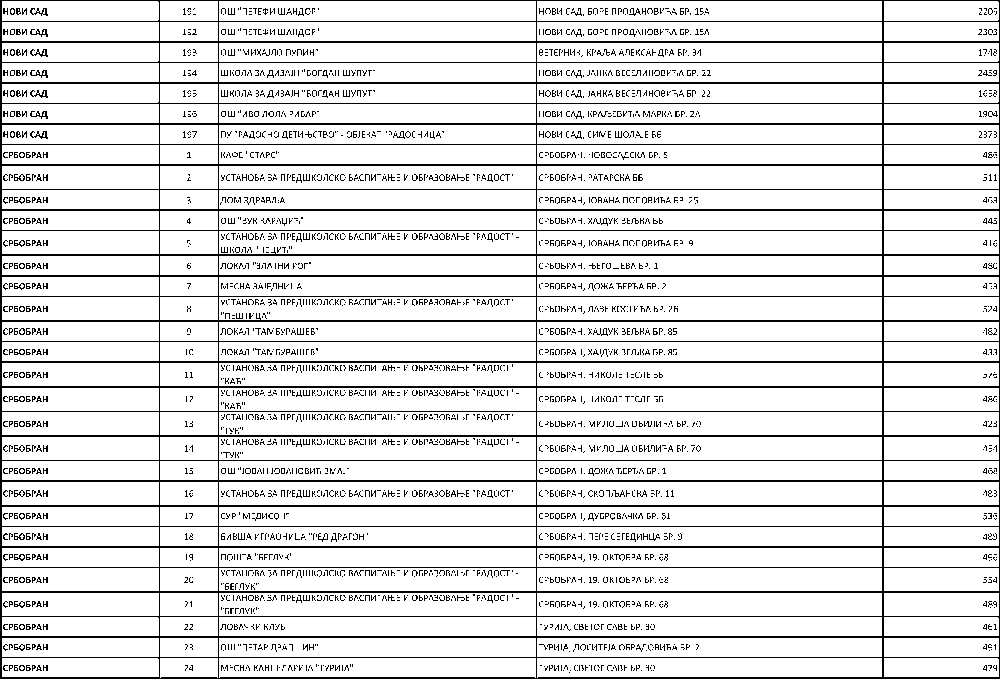 НОВИ САД 191 ОШ "ПЕТЕФИ ШАНДОР" НОВИ САД, БОРЕ ПРОДАНОВИЋА БР. 15А 2205
НОВИ САД 192 ОШ "ПЕТЕФИ ШАНДОР" НОВИ САД, БОРЕ ПРОДАНОВИЋА БР. 15А 2303
НОВИ САД 193 ОШ "МИХАЈЛО ПУПИН" ВЕТЕРНИК, КРАЉА АЛЕКСАНДРА БР. 34 1748
НОВИ САД 194 ШКОЛА ЗА ДИЗАЈН "БОГДАН ШУПУТ" НОВИ САД, ЈАНКА ВЕСЕЛИНОВИЋА БР. 22 2459
НОВИ САД 195 ШКОЛА ЗА ДИЗАЈН "БОГДАН ШУПУТ" НОВИ САД, ЈАНКА ВЕСЕЛИНОВИЋА БР. 22 1658
НОВИ САД 196 ОШ "ИВО ЛОЛА РИБАР" НОВИ САД, КРАЉЕВИЋА МАРКА БР. 2А 1904
НОВИ САД 197 ПУ "РАДОСНО ДЕТИЊСТВО" - ОБЈЕКАТ "РАДОСНИЦА" НОВИ САД, СИМЕ ШОЛАЈЕ ББ 2373
СРБОБРАН 1 КАФЕ "СТАРС" СРБОБРАН, НОВОСАДСКА БР. 5 486
СРБОБРАН 2 УСТАНОВА ЗА ПРЕДШКОЛСКО ВАСПИТАЊЕ И ОБРАЗОВАЊЕ "РАДОСТ" СРБОБРАН, РАТАРСКА ББ 511
СРБОБРАН 3 ДОМ ЗДРАВЉА СРБОБРАН, ЈОВАНА ПОПОВИЋА БР. 25 463
СРБОБРАН 4 ОШ "ВУК КАРАЏИЋ" СРБОБРАН, ХАЈДУК ВЕЉКА ББ 445
СРБОБРАН 5 УСТАНОВА ЗА ПРЕДШКОЛСКО ВАСПИТАЊЕ И ОБРАЗОВАЊЕ "РАДОСТ" -
ШКОЛА "НЕЦИЋ" СРБОБРАН, ЈОВАНА ПОПОВИЋА БР. 9 416
СРБОБРАН 6 ЛОКАЛ "ЗЛАТНИ РОГ" СРБОБРАН, ЊЕГОШЕВА БР. 1 480
СРБОБРАН 7 МЕСНА ЗАЈЕДНИЦА СРБОБРАН, ДОЖА ЂЕРЂА БР. 2 453
СРБОБРАН 8 УСТАНОВА ЗА ПРЕДШКОЛСКО ВАСПИТАЊЕ И ОБРАЗОВАЊЕ "РАДОСТ" -
"ПЕШТИЦА" СРБОБРАН, ЛАЗЕ КОСТИЋА БР. 26 524
СРБОБРАН 9 ЛОКАЛ "ТАМБУРАШЕВ" СРБОБРАН, ХАЈДУК ВЕЉКА БР. 85 482
СРБОБРАН 10 ЛОКАЛ "ТАМБУРАШЕВ" СРБОБРАН, ХАЈДУК ВЕЉКА БР. 85 433
СРБОБРАН 11 УСТАНОВА ЗА ПРЕДШКОЛСКО ВАСПИТАЊЕ И ОБРАЗОВАЊЕ "РАДОСТ" -
"КАЋ" СРБОБРАН, НИКОЛЕ ТЕСЛЕ ББ 576
СРБОБРАН 12 УСТАНОВА ЗА ПРЕДШКОЛСКО ВАСПИТАЊЕ И ОБРАЗОВАЊЕ "РАДОСТ" -
"КАЋ" СРБОБРАН, НИКОЛЕ ТЕСЛЕ ББ 486
СРБОБРАН 13 УСТАНОВА ЗА ПРЕДШКОЛСКО ВАСПИТАЊЕ И ОБРАЗОВАЊЕ "РАДОСТ" -
"ТУК" СРБОБРАН, МИЛОША ОБИЛИЋА БР. 70 423
СРБОБРАН 14 УСТАНОВА ЗА ПРЕДШКОЛСКО ВАСПИТАЊЕ И ОБРАЗОВАЊЕ "РАДОСТ" -
"ТУК" СРБОБРАН, МИЛОША ОБИЛИЋА БР. 70 454
СРБОБРАН 15 ОШ "ЈОВАН ЈОВАНОВИЋ ЗМАЈ" СРБОБРАН, ДОЖА ЂЕРЂА БР. 1 468
СРБОБРАН 16 УСТАНОВА ЗА ПРЕДШКОЛСКО ВАСПИТАЊЕ И ОБРАЗОВАЊЕ "РАДОСТ" СРБОБРАН, СКОПЉАНСКА БР. 11 483
СРБОБРАН 17 СУР "МЕДИСОН" СРБОБРАН, ДУБРОВАЧКА БР. 61 536
СРБОБРАН 18 БИВША ИГРАОНИЦА "РЕД ДРАГОН" СРБОБРАН, ПЕРЕ СЕГЕДИНЦА БР. 9 489
СРБОБРАН 19 ПОШТА "БЕГЛУК" СРБОБРАН, 19. ОКТОБРА БР. 68 496
СРБОБРАН 20 УСТАНОВА ЗА ПРЕДШКОЛСКО ВАСПИТАЊЕ И ОБРАЗОВАЊЕ "РАДОСТ" -
"БЕГЛУК" СРБОБРАН, 19. ОКТОБРА БР. 68 554
СРБОБРАН 21 УСТАНОВА ЗА ПРЕДШКОЛСКО ВАСПИТАЊЕ И ОБРАЗОВАЊЕ "РАДОСТ" -
"БЕГЛУК" СРБОБРАН, 19. ОКТОБРА БР. 68 489
СРБОБРАН 22 ЛОВАЧКИ КЛУБ ТУРИЈА, СВЕТОГ САВЕ БР. 30 461
СРБОБРАН 23 ОШ "ПЕТАР ДРАПШИН" ТУРИЈА, ДОСИТЕЈА ОБРАДОВИЋА БР. 2 491
СРБОБРАН 24 МЕСНА КАНЦЕЛАРИЈА "ТУРИЈА" ТУРИЈА, СВЕТОГ САВЕ БР. 30 479